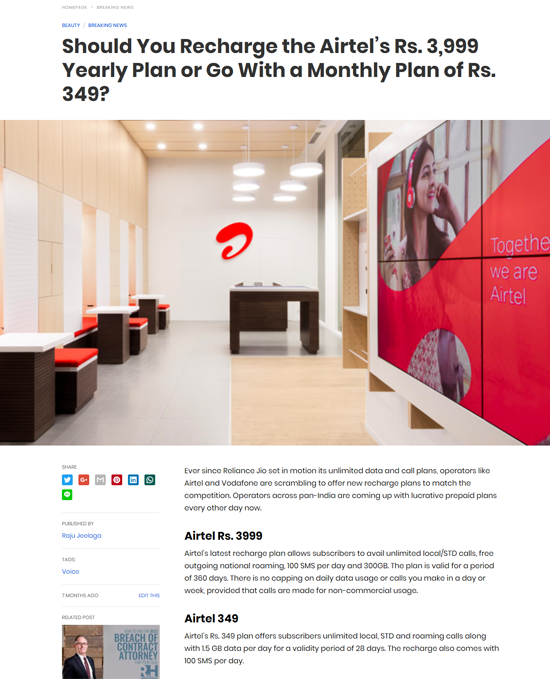 HOMEPAGE > BREAKING NEWS
BEAUTY / BREAKING NEWS
Should You Recharge the Airtel's Rs. 3,999
Yearly Plan or Go With a Monthly Plan of Rs.
349?
Togethe
we are
Airtel
SHARE
PUBLISHED BY
Raju Jeeloga
TAGS:
Voice
7 MONTHS AGO EDIT THIS
RELATED POST
BREACH OF
CONTRACT
ATTORNEY
Ever since Reliance Jio set in motion its unlimited data and call plans, operators like
Airtel and Vodafone are scrambling to offer new recharge plans to match the
competition. Operators across pan-India are coming up with lucrative prepaid plans
every other day now.
Airtel Rs. 3999
Airtel's latest recharge plan allows subscribers to avail unlimited local/STD calls, free
outgoing national roaming, 100 SMS per day and 300GB. The plan is valid for a period
of 360 days. There is no capping on daily data usage or calls you make in a day or
week, provided that calls are made for non-commercial usage.
Airtel 349
Airtel's Rs. 349 plan offers subscribers unlimited local, STD and roaming calls along
with 1.5 GB data per day for a validity period of 28 days. The recharge also comes with
100 SMS per day.